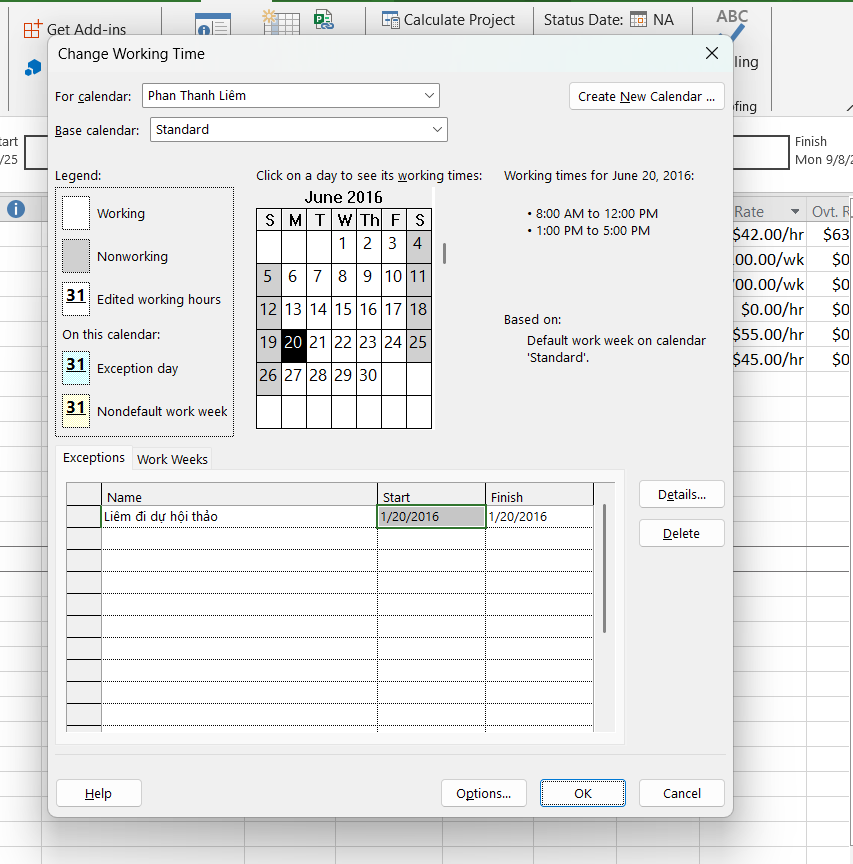 Get Add-ins
Calculate Project
Status Date:
NA
ABC
Change Working Time
For calendar:
Phan Thanh Liêm
Create New Calendar ...
Base calendar:
Standard
Finish
Mon 9/8/2
/25
Legend:
Click on a day to see its working times:
Working times for June 20, 2016:
Working
Nonworking
31 Edited working hours
On this calendar:
31 Exception day
31 Nondefault work week
June 2016
S M T W Th F S
1 2 3 4
5 6 7 8 9 10 11
12 13 14 15 16 17 18
19 20 21 22 23 24 25
26 27 28 29 30
• 8:00 AM to 12:00 PM
• 1:00 PM to 5:00 PM
Based on:
Default work week on calendar
'Standard'.
Rate
Ovt. R
$42.00/hr $63
00.00/wk $0
00.00/wk $0
$0.00/hr $0
$55.00/hr $0
$45.00/hr $0
Exceptions
Work Weeks
Name Start Finish
Liêm đi dự hội thảo 1/20/2016 1/20/2016
Details...
Delete
Help
Options...
OK
Cancel